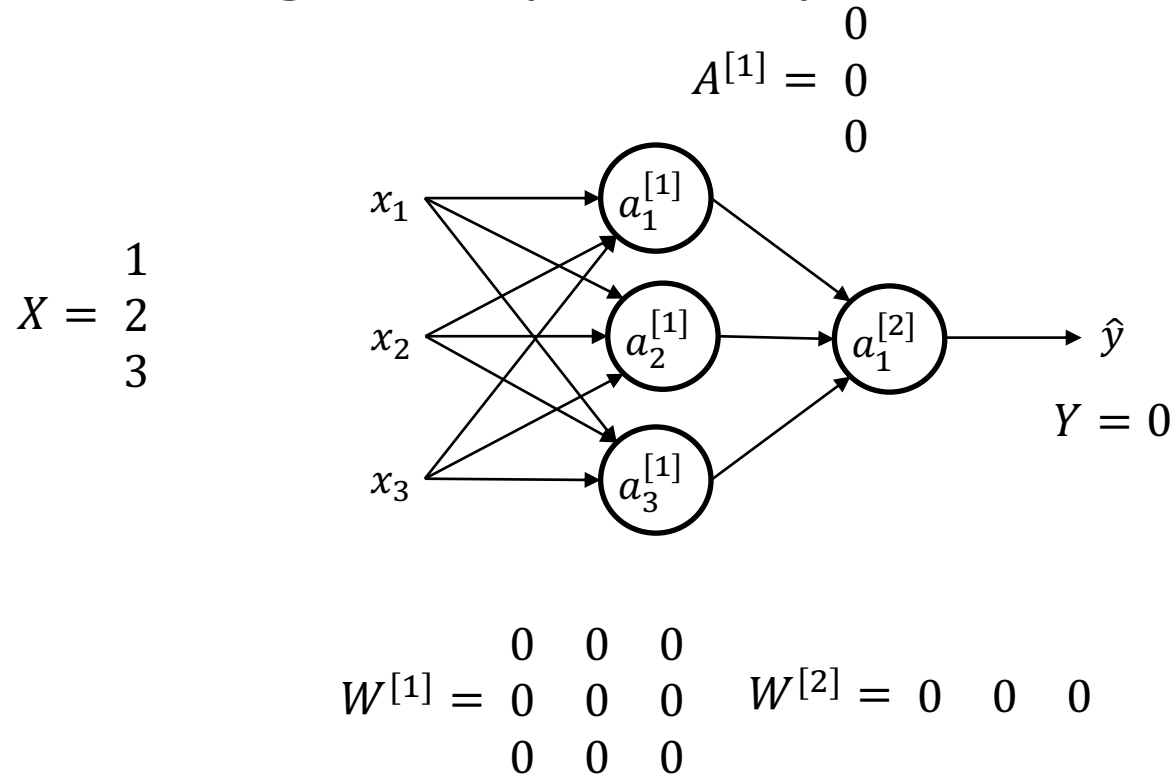 A^{[1]} = 0 0 0
x_1
a_1^{[1]}
X = 1 2 3
x_2
a_2^{[1]}
a_1^{[2]}
ŷ
Y = 0
x_3
a_3^{[1]}
W^{[1]} = 0 0 0
0 0 0
0 0 0
W^{[2]} = 0 0 0